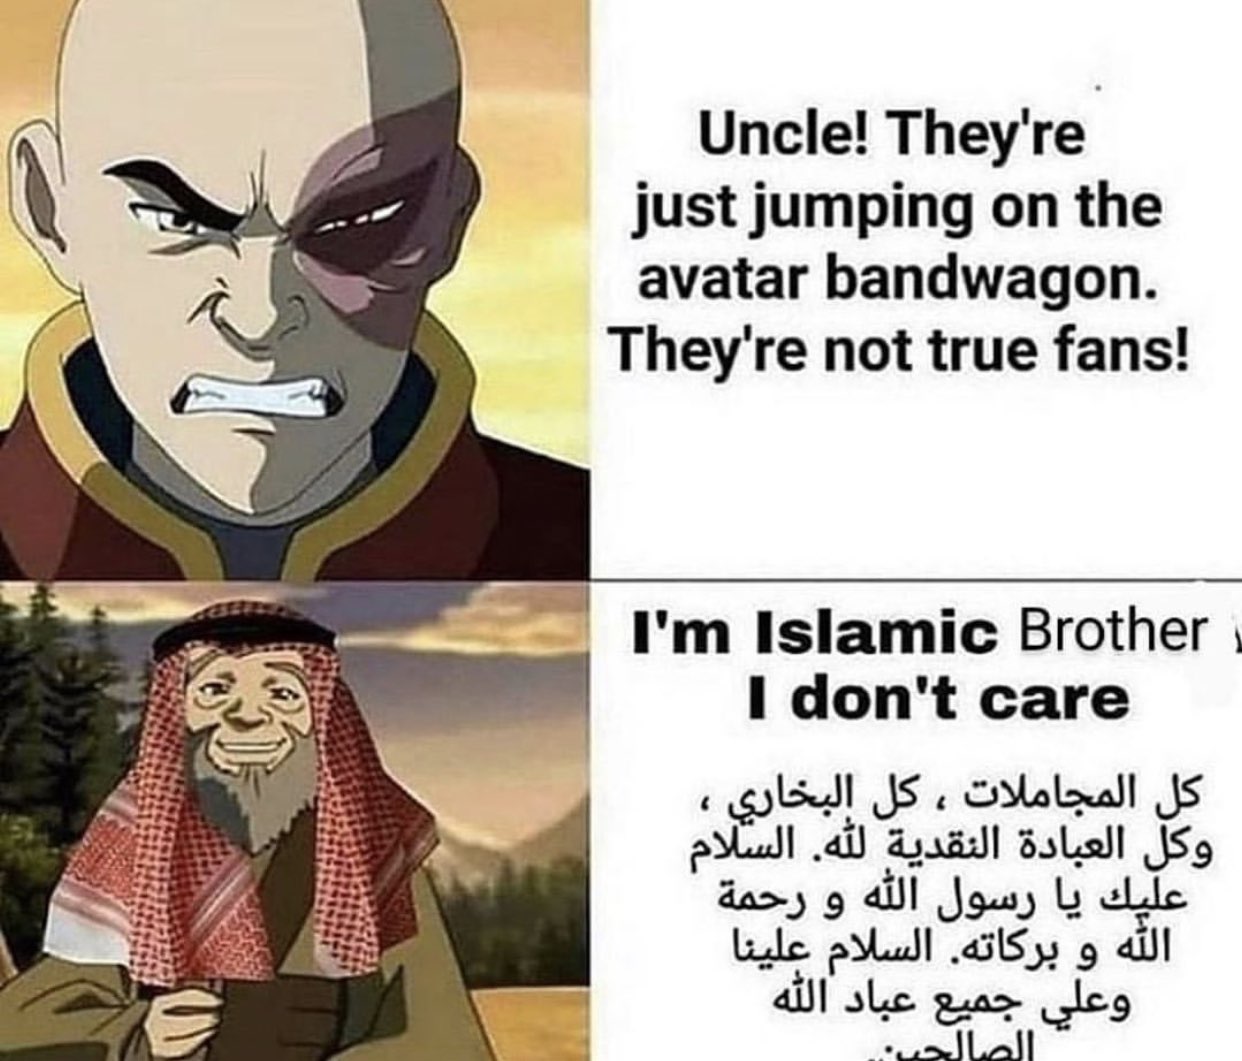 Uncle! They're
just jumping on the
avatar bandwagon.
They're not true fans!
I'm Islamic Brother
I don't care
كل المجاملات ، كل البخاري ،
وكل العبادة النقدية لله. السلام
عليك يا رسول الله و رحمة
الله و بركاته. السلام علينا
وعلي جميع عباد الله
الصالحين.